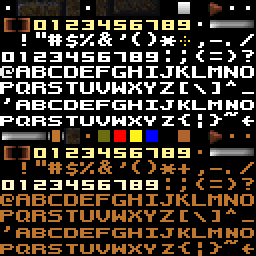 0123456789
! " # $ % & ' ( ) * + , - . /
0123456789:;<=>?
@ABCDEFGHIJKLMNO
PQRSTUVWXYZ[\]^_
'ABCDEFGHIJKLMNO
PQRSTUVWXYZ{¦}~←
0123456789
! " # $ % & ' ( ) * + , - . /
0123456789:;<=>?
@ABCDEFGHIJKLMNO
PQRSTUVWXYZ[\]^_
'ABCDEFGHIJKLMNO
PQRSTUVWXYZ{¦}~←